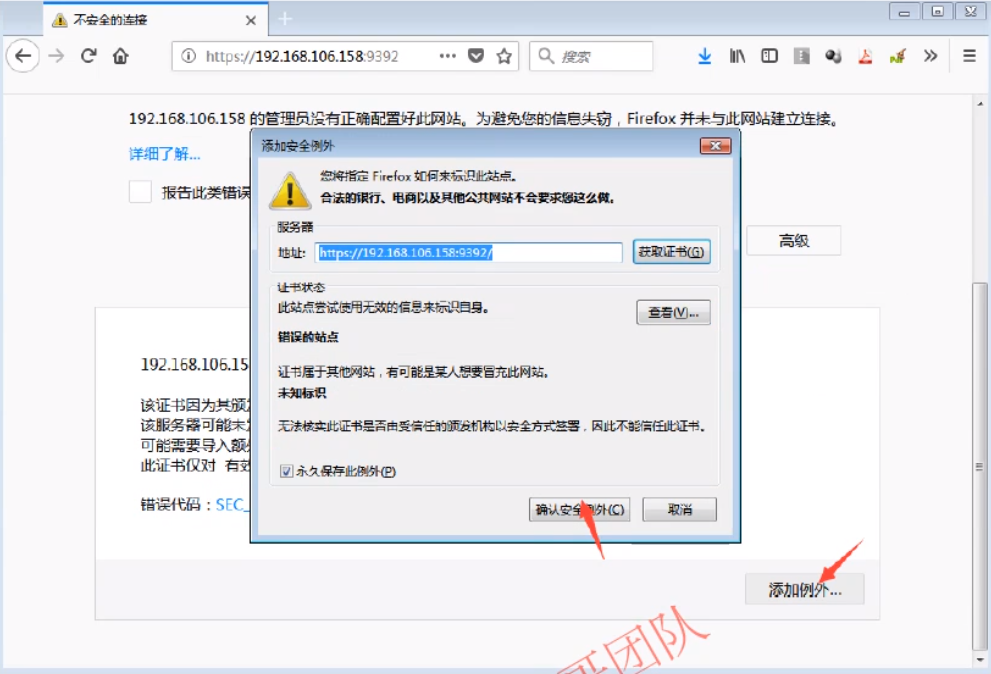 不安全的连接
https://192.168.106.158:9392
搜索
192.168.106.158 的管理员没有正确配置好此网站。为避免您的信息失窃，Firefox 并未与此网站建立连接。
详细了解...
报告此类错误
高级
添加安全例外
您将指定 Firefox 如何来标识此站点。
合法的银行、电商以及其他公共网站不会要求您这么做。
服务器
地址:
https://192.168.106.158:9392/
获取证书(G)
证书状态
此站点尝试使用无效的信息来标识自身。
查看(V)...
错误的站点
证书属于其他网站，有可能是某人想要冒充此网站。
未知标识
无法核实此证书是否由受信任的颁发机构以安全方式签署，因此不能信任此证书。
永久保存此例外(P)
确认安全例外(C)
取消
192.168.106.15
该证书因为其颁
该服务器可能未
可能需要导入额
此证书仅对 有效
错误代码：SEC_
添加例外...
团队